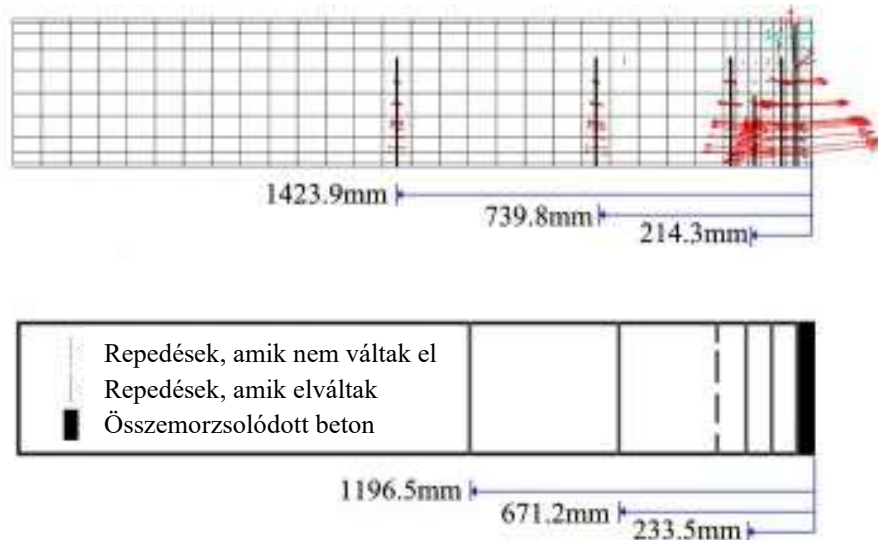 1423.9mm
739.8mm
214.3mm
Repedések, amik nem váltak el
Repedések, amik elváltak
Összemorzsolódott beton
1196.5mm
671.2mm
233.5mm